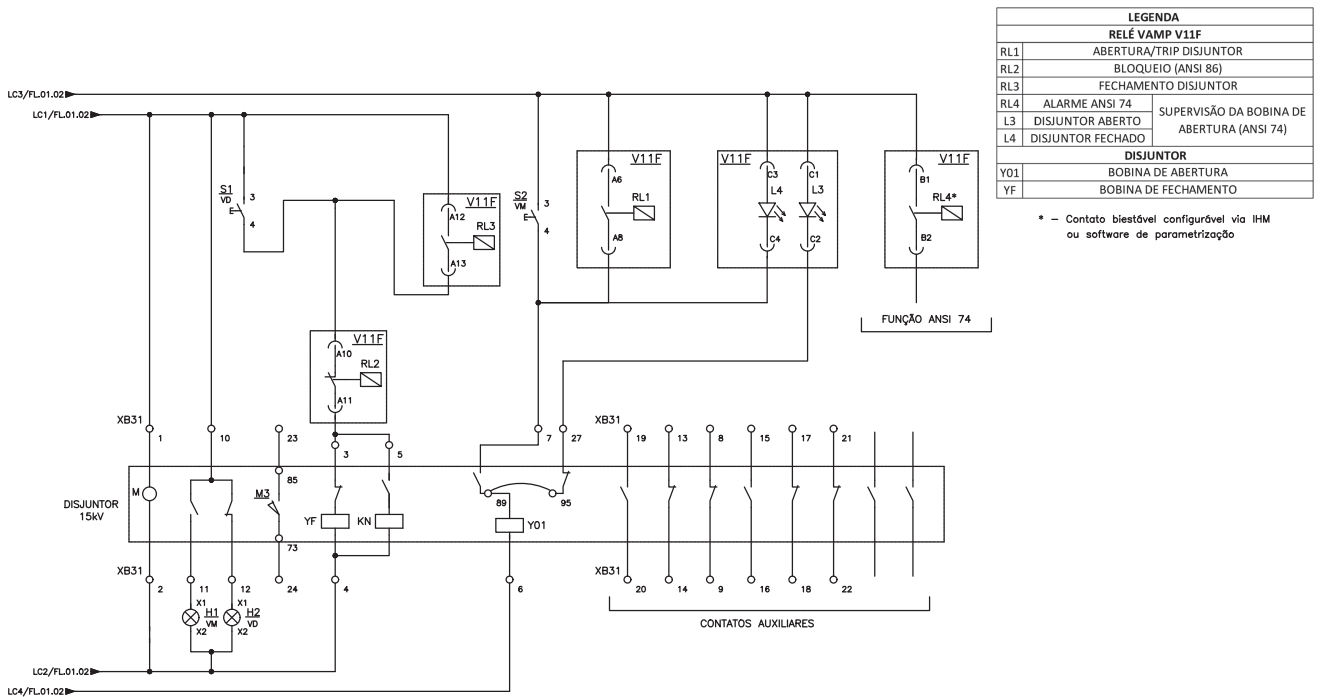 LEGENDA
RELÉ VAMP V11F
RL1 ABERTURA/TRIP DISJUNTOR
RL2 BLOQUEIO (ANSI 86)
RL3 FECHAMENTO DISJUNTOR
RL4 ALARME ANSI 74
L3 DISJUNTOR ABERTO
L4 DISJUNTOR FECHADO
SUPERVISÃO DA BOBINA DE
ABERTURA (ANSI 74)
DISJUNTOR
Y01 BOBINA DE ABERTURA
YF BOBINA DE FECHAMENTO
* – Contato biestável configurável via IHM
ou software de parametrização
LC3/FL.01.02
LC1/FL.01.02
S1
VD
3
4
V11F
A12
RL3
A13
S2
VM
3
4
V11F
A6
RL1
A8
V11F
C3
L4
C4
C1
L3
C2
V11F
B1
RL4*
B2
FUNÇÃO ANSI 74
V11F
A10
RL2
A11
XB31
1
10
23
3
5
7
27
XB31
19
13
8
15
17
21
DISJUNTOR
15kV
M
85
M3
73
YF
KN
89
95
Y01
XB31
2
11
12
24
4
6
XB31
20
14
9
16
18
22
X1
H1
VM
X2
X1
H2
VD
X2
CONTATOS AUXILIARES
LC2/FL.01.02
LC4/FL.01.02